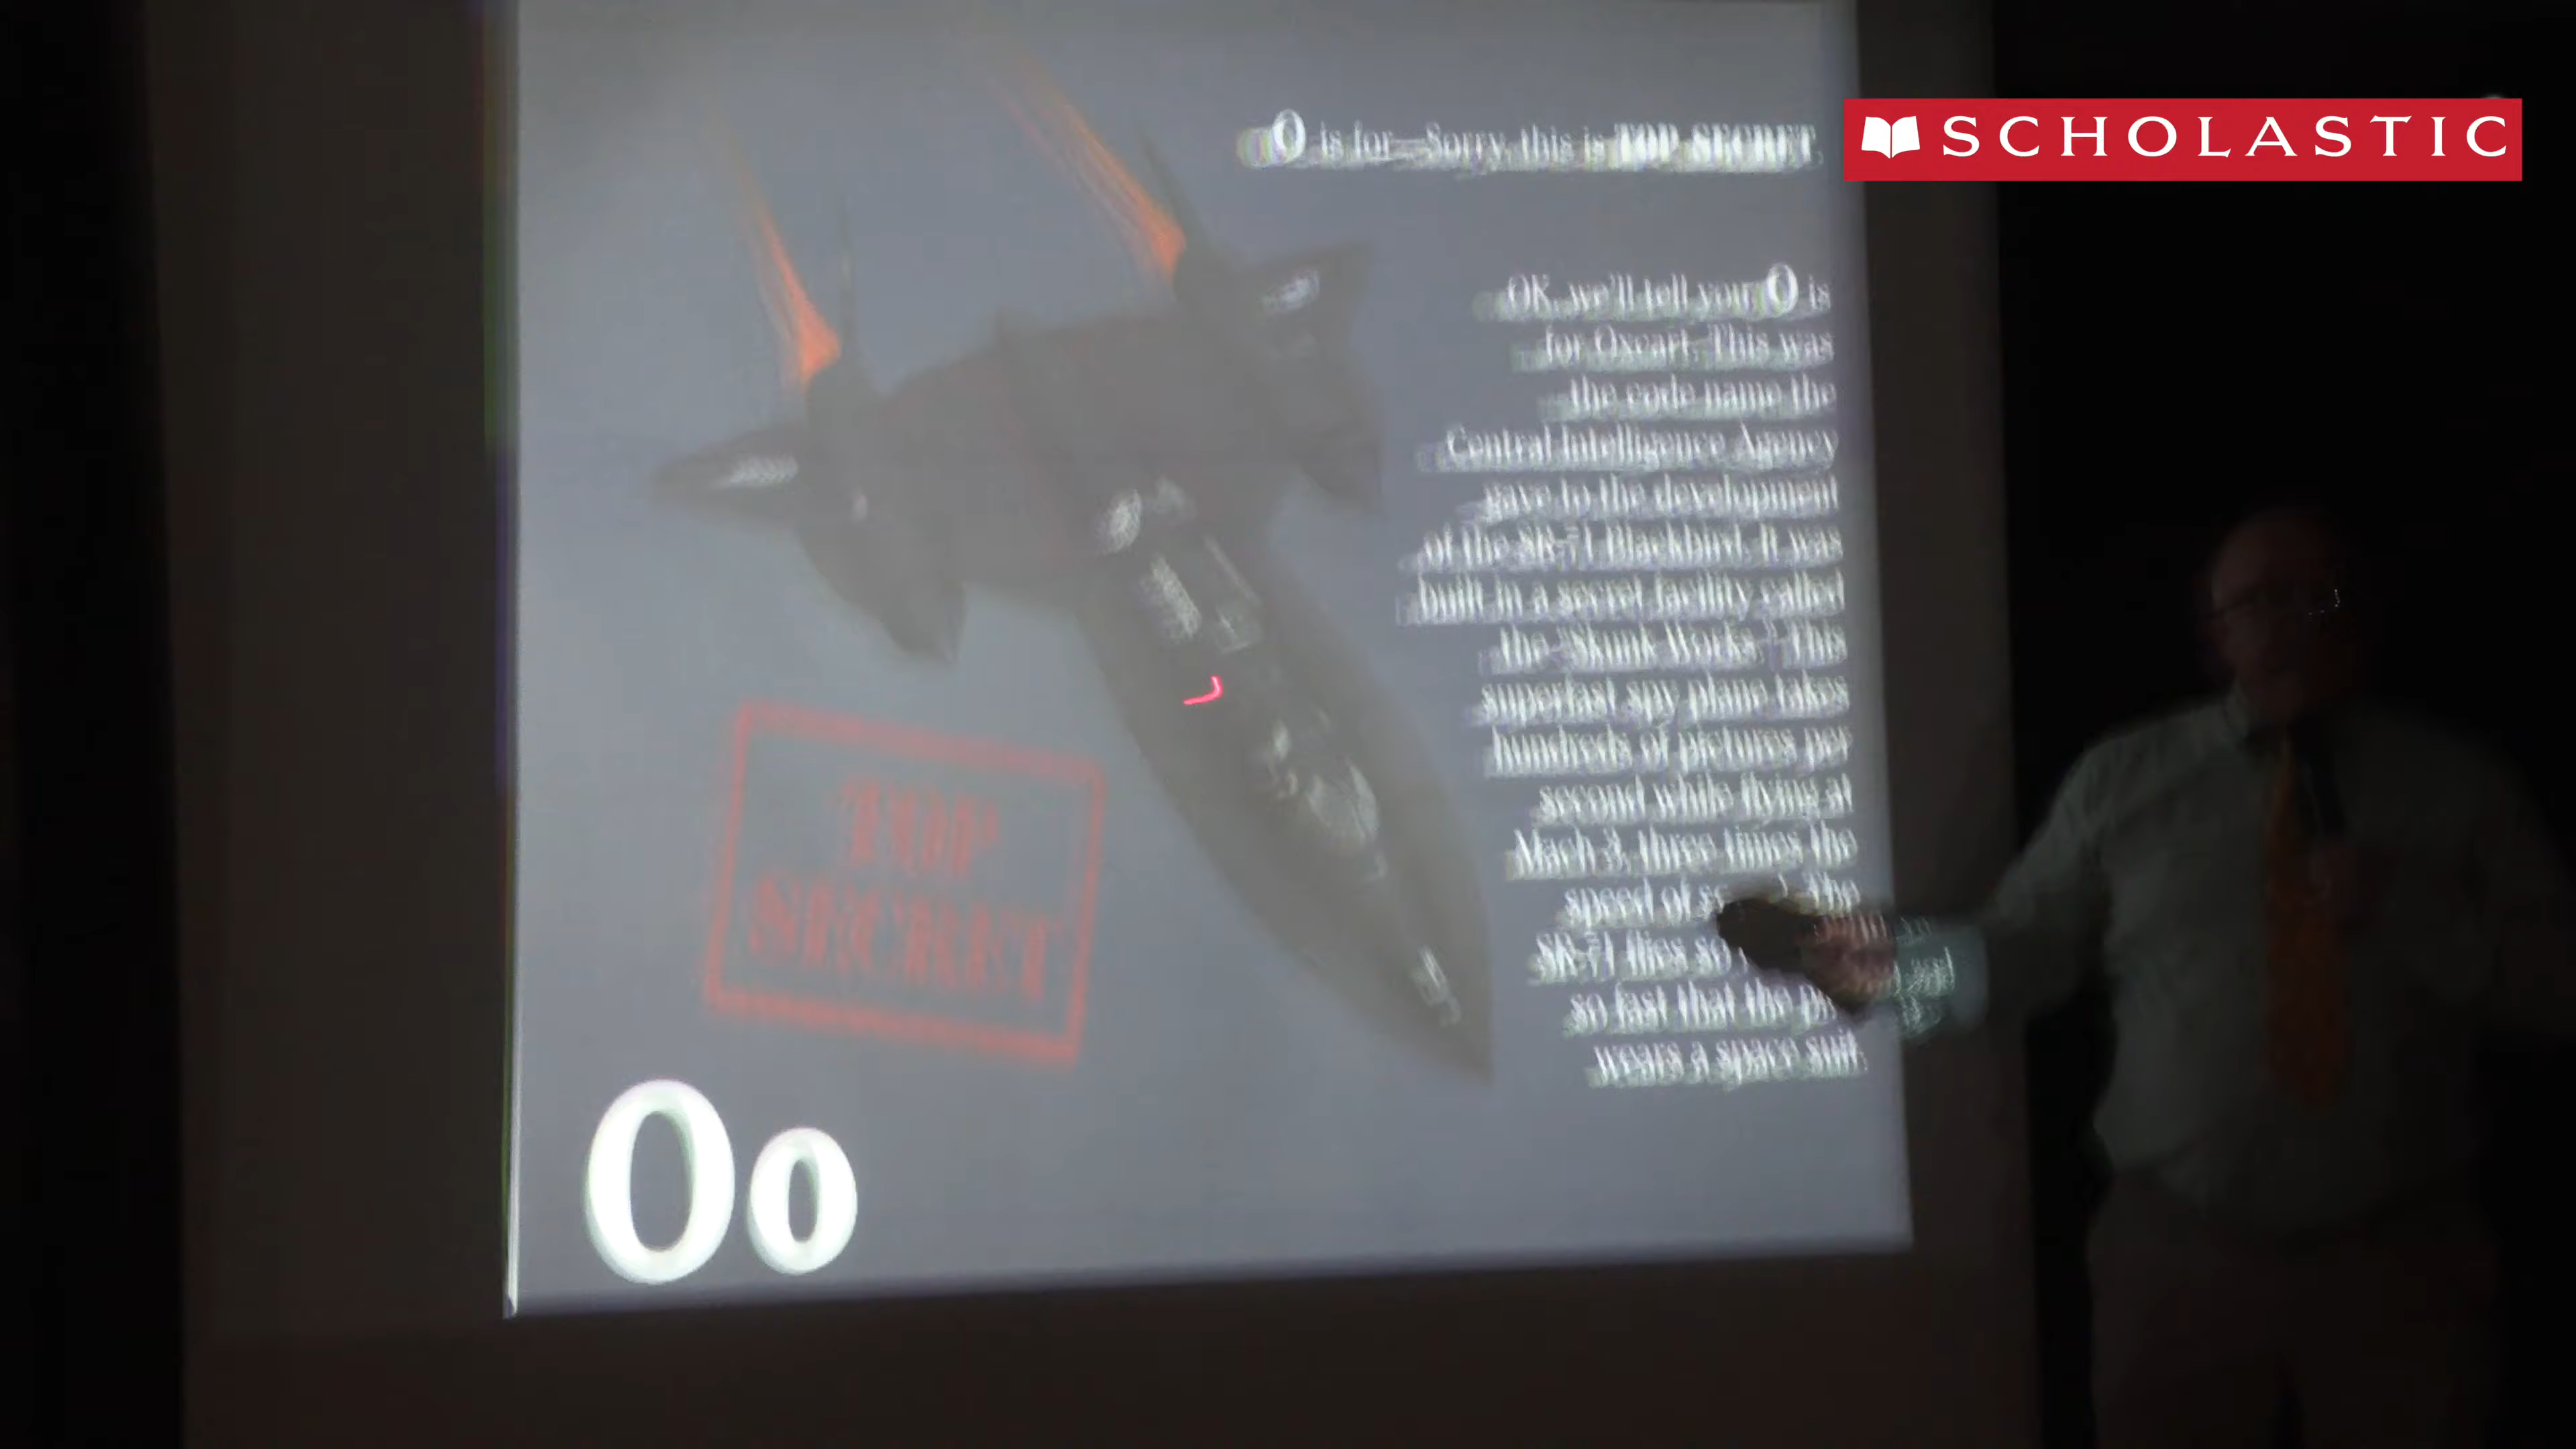 SCHOLASTIC
O is for—Sorry, this is TOP SECRET.
OK, we'll tell you. O is
for Oxcart. This was
the code name the
Central Intelligence Agency
gave to the development
of the SR-71 Blackbird. It was
built in a secret facility called
the "Skunk Works." This
superfast spy plane takes
hundreds of pictures per
second while flying at
Mach 3, three times the
speed of The
SR-71 flies so
so fast that the
wears a space suit.
TOP
SECRET
Oo